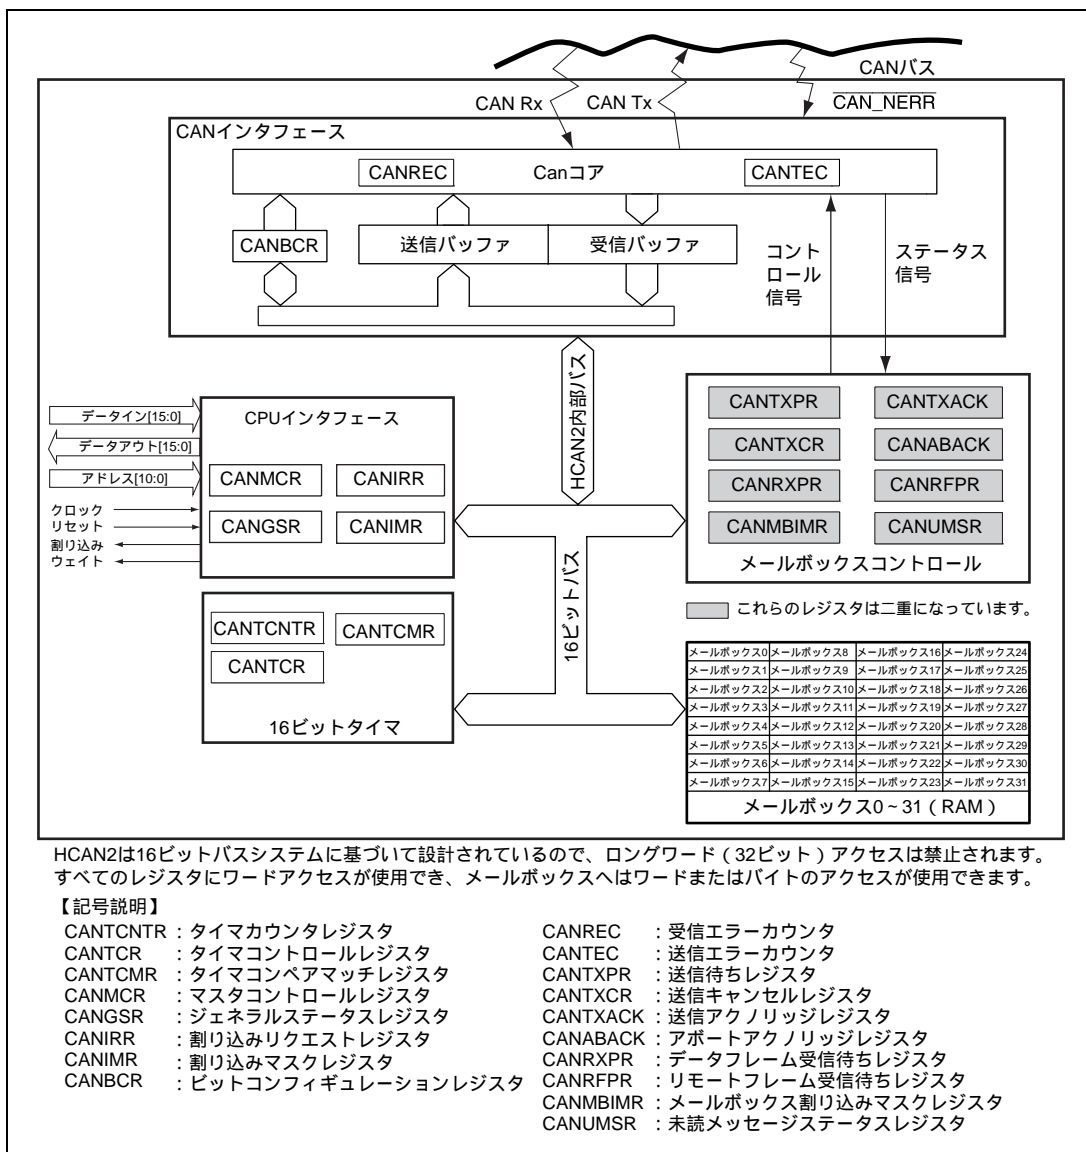 CANバス
CAN Rx
CAN Tx
CAN_NERR
CANインタフェース
CANREC
Canコア
CANTEC
CANBCR
送信バッファ
受信バッファ
コント
ロール
信号
ステータス
信号
HCAN2内部バス
データイン[15:0]
データアウト[15:0]
アドレス[10:0]
クロック
リセット
割り込み
ウェイト
CPUインタフェース
CANMCR
CANIRR
CANGSR
CANIMR
CANTXPR
CANTXACK
CANTXCR
CANABACK
CANRXPR
CANRFPR
CANMBIMR
CANUMSR
メールボックスコントロール
16ビットバス
これらのレジスタは二重になっています。
CANTCNTR
CANTCMR
CANTCR
16ビットタイマ
メールボックス0 メールボックス8 メールボックス16 メールボックス24
メールボックス1 メールボックス9 メールボックス17 メールボックス25
メールボックス2 メールボックス10 メールボックス18 メールボックス26
メールボックス3 メールボックス11 メールボックス19 メールボックス27
メールボックス4 メールボックス12 メールボックス20 メールボックス28
メールボックス5 メールボックス13 メールボックス21 メールボックス29
メールボックス6 メールボックス14 メールボックス22 メールボックス30
メールボックス7 メールボックス15 メールボックス23 メールボックス31
メールボックス0~31(RAM)
HCAN2は16ビットバスシステムに基づいて設計されているので、ロングワード(32ビット)アクセスは禁止されます。
すべてのレジスタにワードアクセスが使用でき、メールボックスへはワードまたはバイトのアクセスが使用できます。
【記号説明】
CANTCNTR:タイマカウンタレジスタ
CANTCR:タイマコントロールレジスタ
CANTCMR:タイマコンペアマッチレジスタ
CANMCR:マスタコントロールレジスタ
CANGSR:ジェネラルステータスレジスタ
CANIRR:割り込みリクエストレジスタ
CANIMR:割り込みマスクレジスタ
CANBCR:ビットコンフィギュレーションレジスタ
CANREC:受信エラーカウンタ
CANTEC:送信エラーカウンタ
CANTXPR:送信待ちレジスタ
CANTXCR:送信キャンセルレジスタ
CANTXACK:送信アクノリッジレジスタ
CANABACK:アボートアクノリッジレジスタ
CANRXPR:データフレーム受信待ちレジスタ
CANRFPR:リモートフレーム受信待ちレジスタ
CANMBIMR:メールボックス割り込みマスクレジスタ
CANUMSR:未読メッセージステータスレジスタ